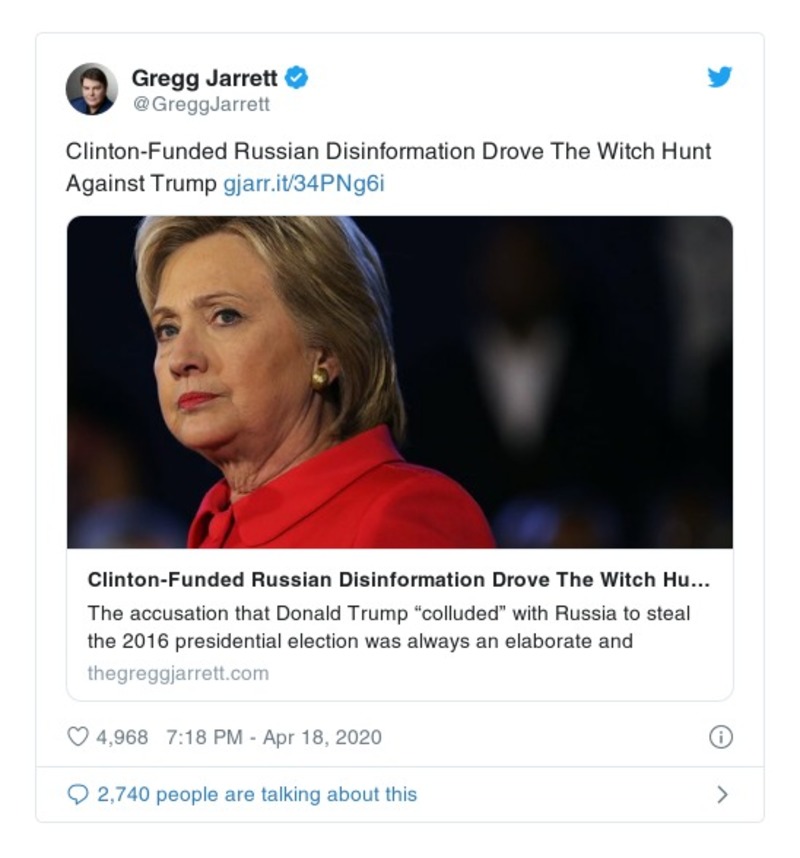 Gregg Jarrett
@GreggJarrett
Clinton-Funded Russian Disinformation Drove The Witch Hunt
Against Trump gjarr.it/34PNg6i
Clinton-Funded Russian Disinformation Drove The Witch Hu...
The accusation that Donald Trump “colluded” with Russia to steal
the 2016 presidential election was always an elaborate and
thegreggjarrett.com
4,968 7:18 PM - Apr 18, 2020
2,740 people are talking about this